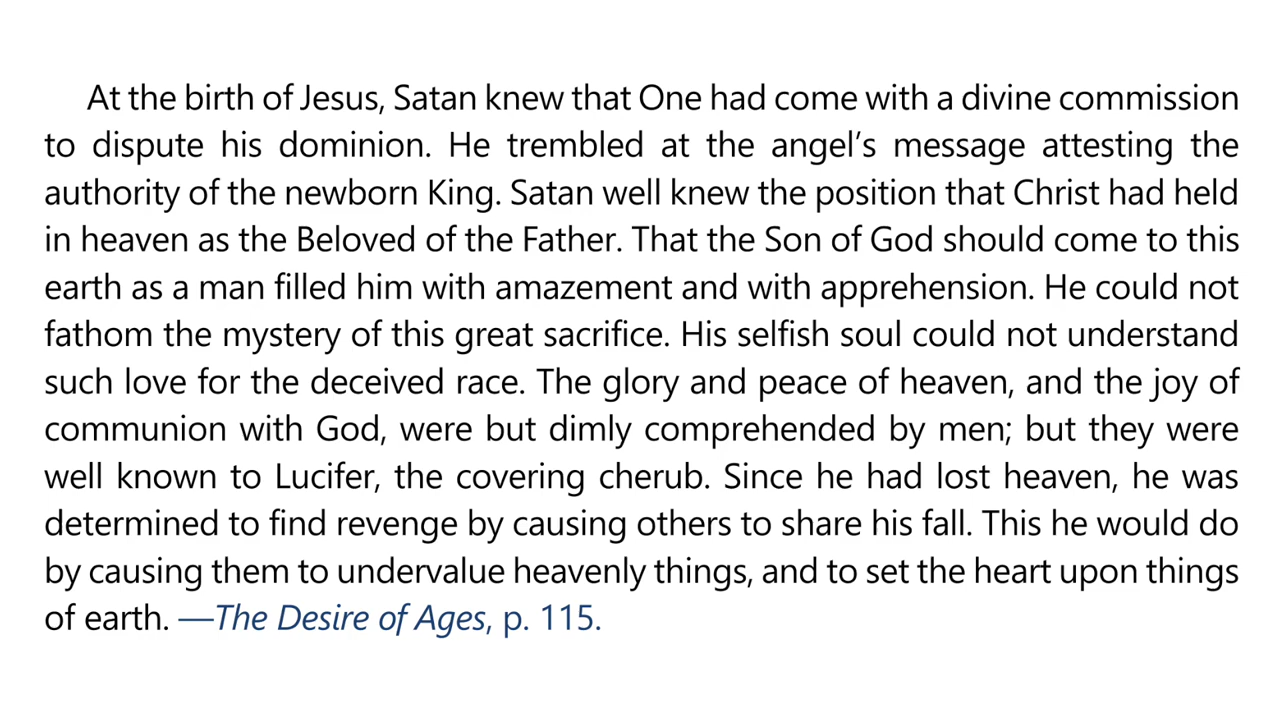 At the birth of Jesus, Satan knew that One had come with a divine commission
to dispute his dominion. He trembled at the angel’s message attesting the
authority of the newborn King. Satan well knew the position that Christ had held
in heaven as the Beloved of the Father. That the Son of God should come to this
earth as a man filled him with amazement and with apprehension. He could not
fathom the mystery of this great sacrifice. His selfish soul could not understand
such love for the deceived race. The glory and peace of heaven, and the joy of
communion with God, were but dimly comprehended by men; but they were
well known to Lucifer, the covering cherub. Since he had lost heaven, he was
determined to find revenge by causing others to share his fall. This he would do
by causing them to undervalue heavenly things, and to set the heart upon things
of earth. —The Desire of Ages, p. 115.